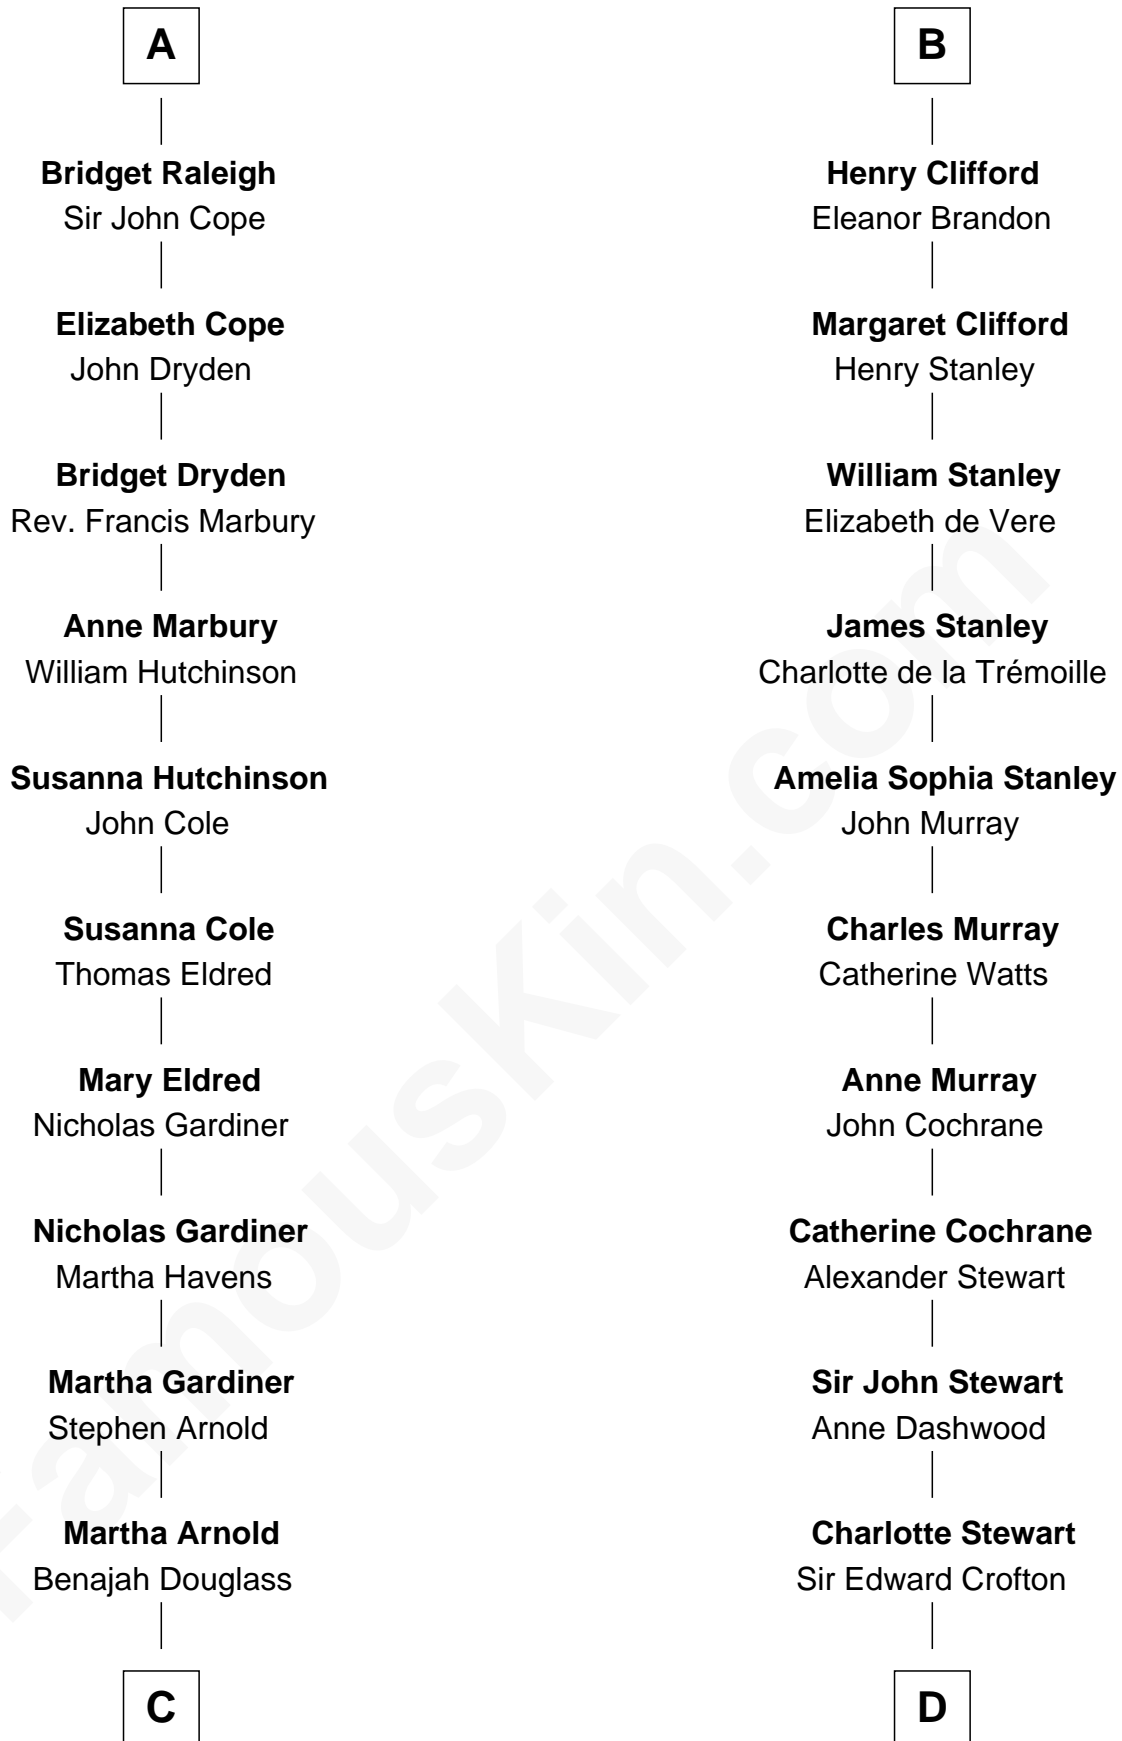 A
Bridget Raleigh
Sir John Cope
Elizabeth Cope
John Dryden
Bridget Dryden
Rev. Francis Marbury
Anne Marbury
William Hutchinson
Susanna Hutchinson
John Cole
Susanna Cole
Thomas Eldred
Mary Eldred
Nicholas Gardiner
Nicholas Gardiner
Martha Havens
Martha Gardiner
Stephen Arnold
Martha Arnold
Benajah Douglass
C
B
Henry Clifford
Eleanor Brandon
Margaret Clifford
Henry Stanley
William Stanley
Elizabeth de Vere
James Stanley
Charlotte de la Trémoille
Amelia Sophia Stanley
John Murray
Charles Murray
Catherine Watts
Anne Murray
John Cochrane
Catherine Cochrane
Alexander Stewart
Sir John Stewart
Anne Dashwood
Charlotte Stewart
Sir Edward Crofton
D
FamousKin.com